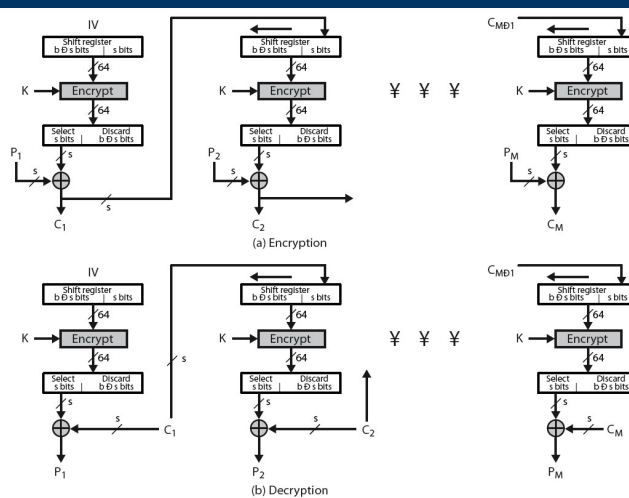 IV
Shift register
b Ð s bits | s bits
64
K
Encrypt
64
Select
s bits
Discard
b Ð s bits
s
P1
s
C1
s
Shift register
b Ð s bits | s bits
64
K
Encrypt
64
Select
s bits
Discard
b Ð s bits
s
P2
s
C2
¥ ¥ ¥
CMÐ1
Shift register
b Ð s bits | s bits
64
K
Encrypt
64
Select
s bits
Discard
b Ð s bits
s
PM
s
CM
(a) Encryption
IV
Shift register
b Ð s bits | s bits
64
K
Encrypt
64
Select
s bits
Discard
b Ð s bits
s
s
C1
s
P1
Shift register
b Ð s bits | s bits
64
K
Encrypt
64
Select
s bits
Discard
b Ð s bits
s
s
C2
P2
¥ ¥ ¥
CMÐ1
Shift register
b Ð s bits | s bits
64
K
Encrypt
64
Select
s bits
Discard
b Ð s bits
s
s
CM
PM
(b) Decryption